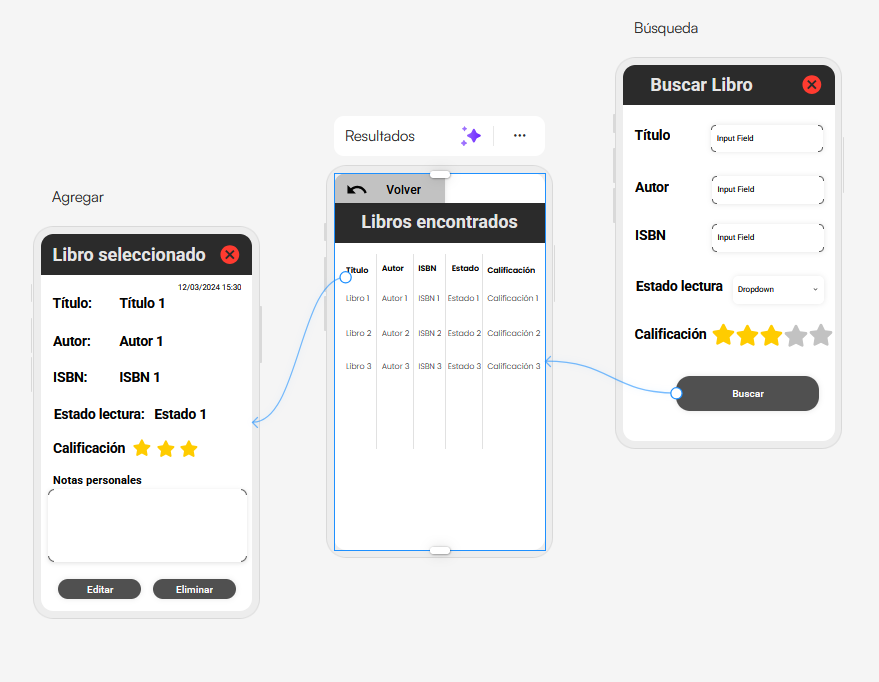 Búsqueda
Buscar Libro
Título
Input Field
Autor
Input Field
ISBN
Input Field
Estado lectura
Dropdown
Calificación
Buscar
Resultados
Volver
Libros encontrados
Título Autor ISBN Estado Calificación
Libro 1 Autor 1 ISBN 1 Estado 1 Calificación 1
Libro 2 Autor 2 ISBN 2 Estado 2 Calificación 2
Libro 3 Autor 3 ISBN 3 Estado 3 Calificación 3
Agregar
Libro seleccionado
12/03/2024 15:30
Título: Título 1
Autor: Autor 1
ISBN: ISBN 1
Estado lectura: Estado 1
Calificación
Notas personales
Editar Eliminar